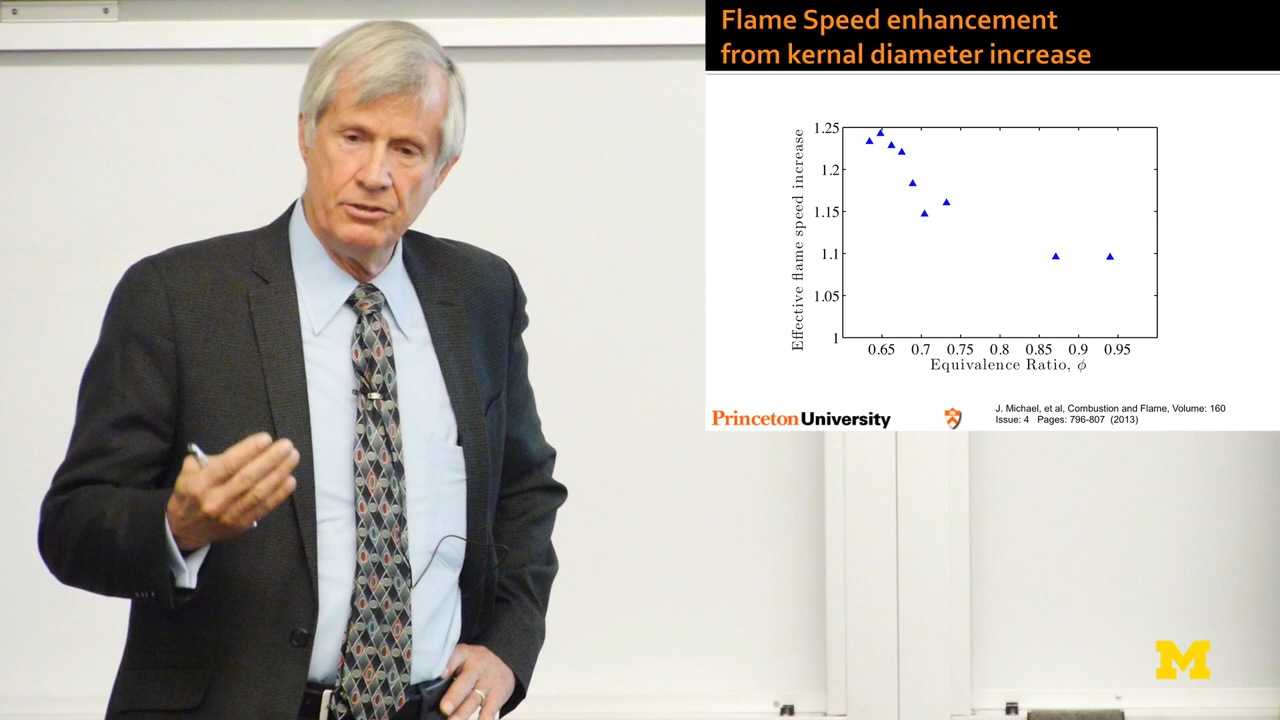 Flame Speed enhancement
from kernal diameter increase
Effective flame speed increase
1.25
1.2
1.15
1.1
1.05
1
0.65 0.7 0.75 0.8 0.85 0.9 0.95
Equivalence Ratio, ϕ
Princeton University
J. Michael, et al, Combustion and Flame, Volume: 160
Issue: 4 Pages: 796-807 (2013)
M